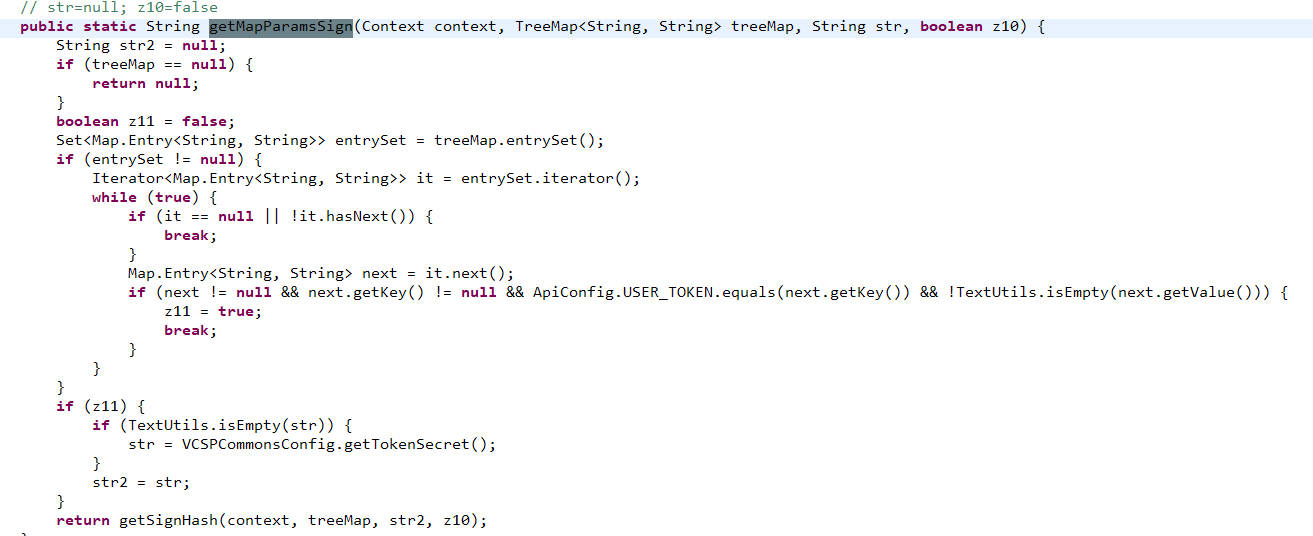 // str=null; z10=false
public static String getMapParamsSign(Context context, TreeMap<String, String> treeMap, String str, boolean z10) {
String str2 = null;
if (treeMap == null) {
return null;
}
boolean z11 = false;
Set<Map.Entry<String, String>> entrySet = treeMap.entrySet();
if (entrySet != null) {
Iterator<Map.Entry<String, String>> it = entrySet.iterator();
while (true) {
if (it == null || !it.hasNext()) {
break;
}
Map.Entry<String, String> next = it.next();
if (next != null && next.getKey() != null && ApiConfig.USER_TOKEN.equals(next.getKey()) && !TextUtils.isEmpty(next.getValue())) {
z11 = true;
break;
}
}
}
if (z11) {
if (TextUtils.isEmpty(str)) {
str = VCSPCommonsConfig.getTokenSecret();
}
str2 = str;
}
return getSignHash(context, treeMap, str2, z10);